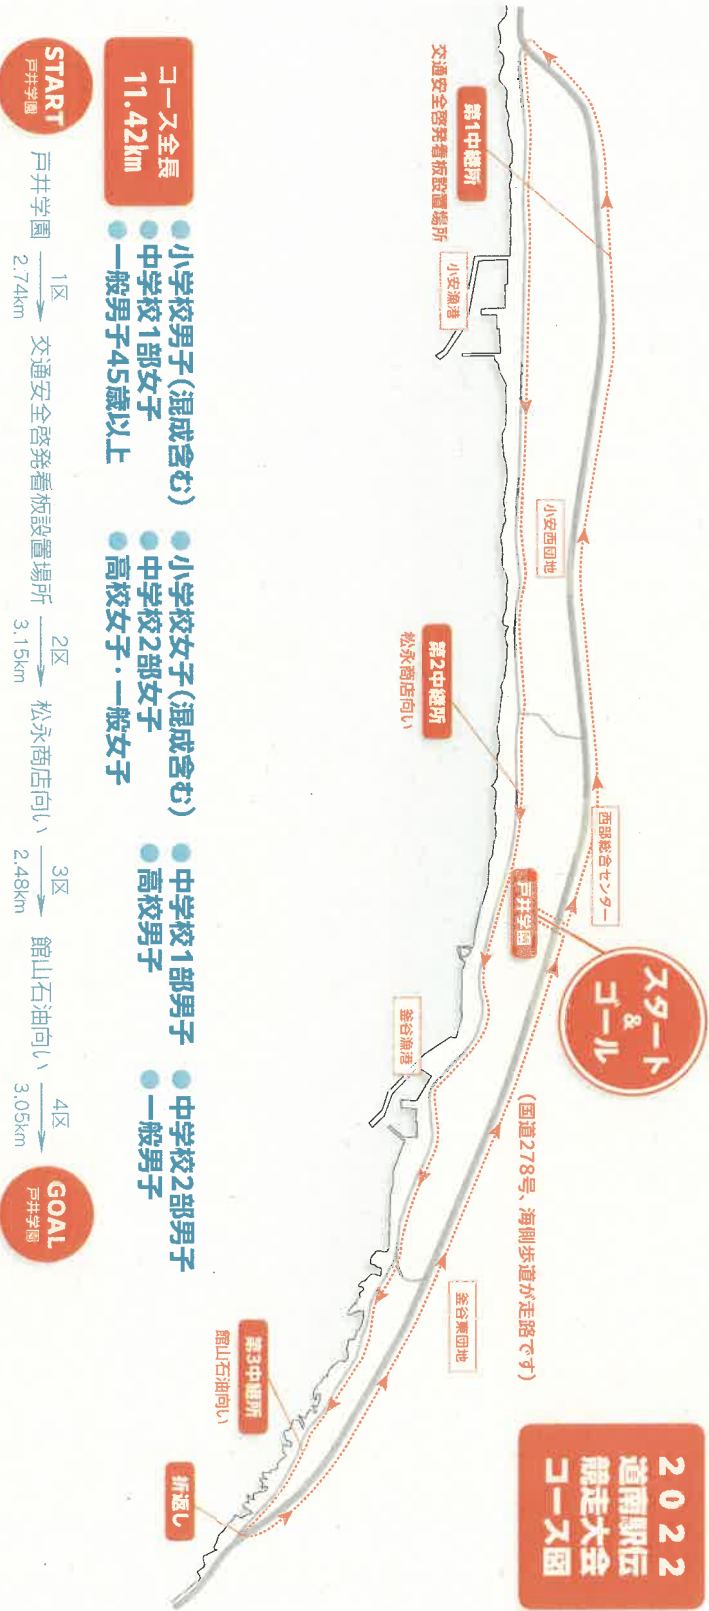 2022
道南駅伝
競走大会
コース図
スタート
&
ゴール
戸井学園
(国道278号、海側歩道が走路です)
西部総合センター
小安西団地
釜谷東団地
第1中継所
交通安全啓発看板設置場所
小安漁港
第2中継所
松永商店向い
釜谷漁港
第3中継所
館山石油向い
折返し
コース全長
11.42km
小学校男子(混成含む)
中学校1部女子
一般男子45歳以上
小学校女子(混成含む)
中学校2部女子
高校女子・一般女子
中学校1部男子
高校男子
中学校2部男子
一般男子
START
戸井学園
戸井学園
1区
2.74km
交通安全啓発看板設置場所
2区
3.15km
松永商店向い
3区
2.48km
館山石油向い
4区
3.05km
GOAL
戸井学園